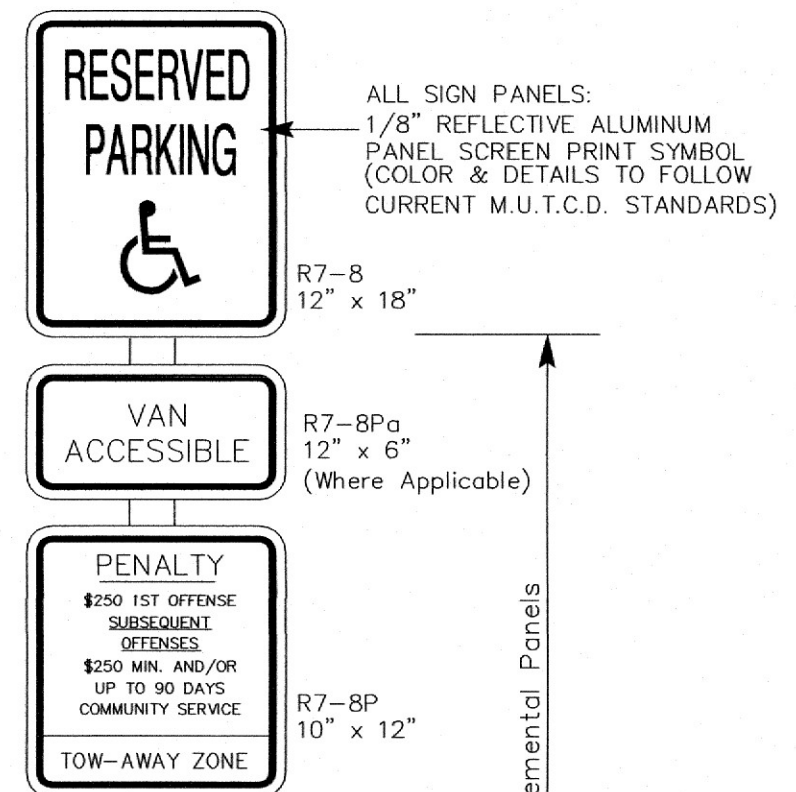 RESERVED
PARKING
ALL SIGN PANELS:
1/8" REFLECTIVE ALUMINUM
PANEL SCREEN PRINT SYMBOL
(COLOR & DETAILS TO FOLLOW
CURRENT M.U.T.C.D. STANDARDS)
R7-8
12" x 18"
VAN
ACCESSIBLE
R7-8Pa
12" x 6"
(Where Applicable)
PENALTY
$250 1ST OFFENSE
SUBSEQUENT
OFFENSES
$250 MIN. AND/OR
UP TO 90 DAYS
COMMUNITY SERVICE
TOW-AWAY ZONE
R7-8P
10" x 12"
Panels